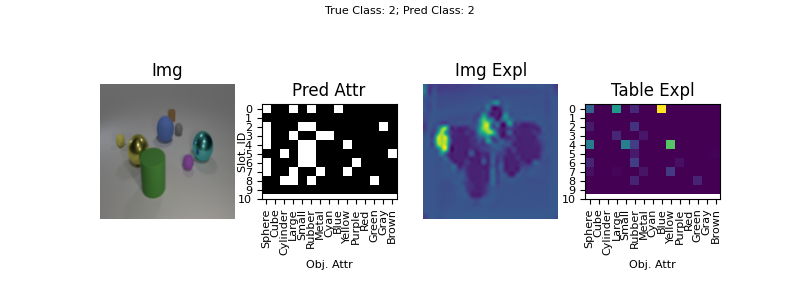 True Class: 2; Pred Class: 2
Img
Pred Attr
Img Expl
Table Expl
Slot. ID
0
1
2
3
4
5
6
7
8
9
10
Sphere
Cube
Cylinder
Large
Small
Rubber
Metal
Cyan
Blue
Yellow
Purple
Red
Green
Gray
Brown
Obj. Attr
0
1
2
3
4
5
6
7
8
9
10
Sphere
Cube
Cylinder
Large
Small
Rubber
Metal
Cyan
Blue
Yellow
Purple
Red
Green
Gray
Brown
Obj. Attr